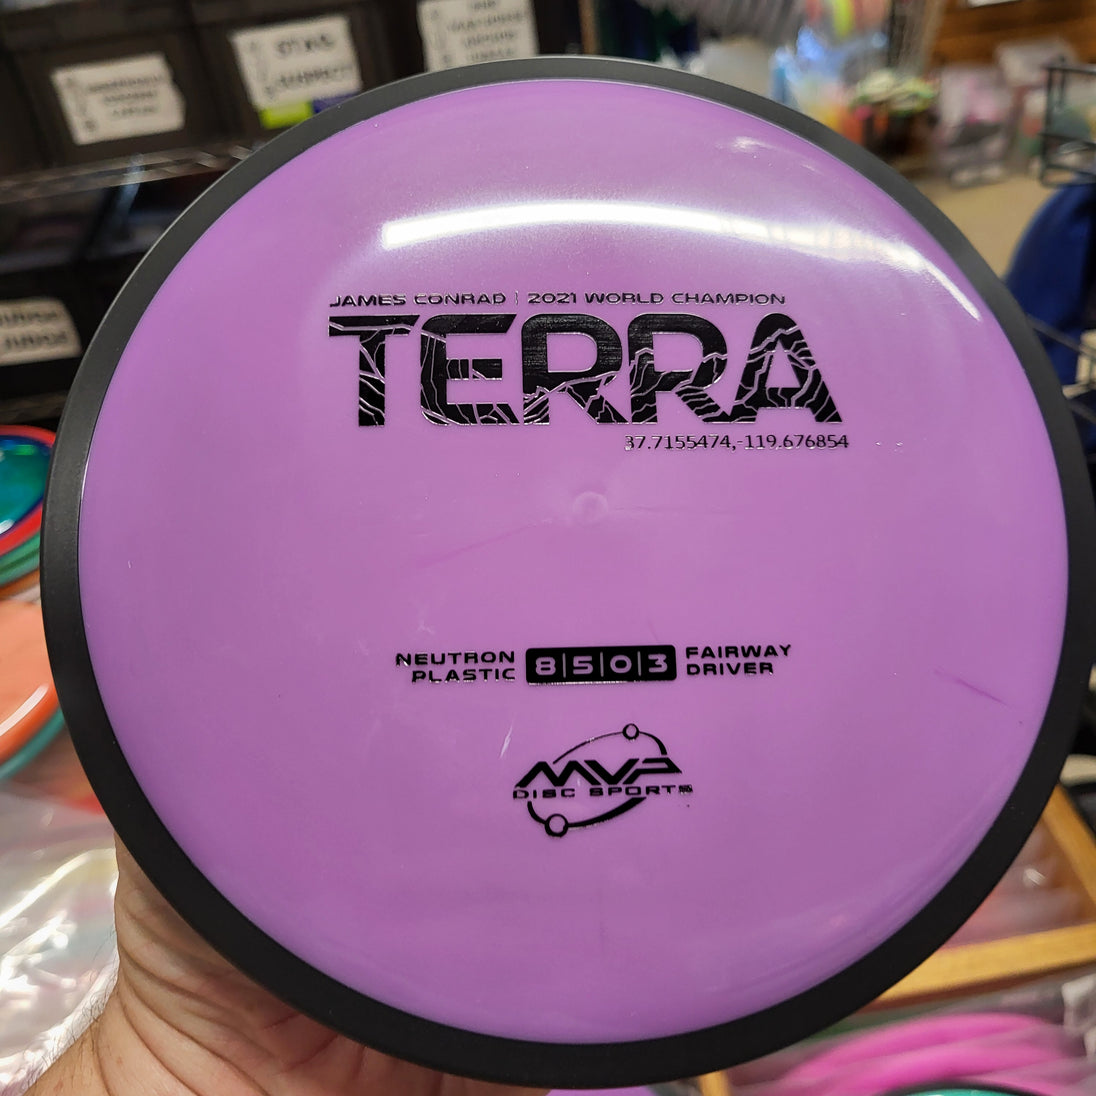 JAMES CONRAD | 2021 WORLD CHAMPION
TERRA
37.7155474,-119.676854
NEUTRON PLASTIC
8|5|0|3
FAIRWAY DRIVER
MVP
DISC SPORTS